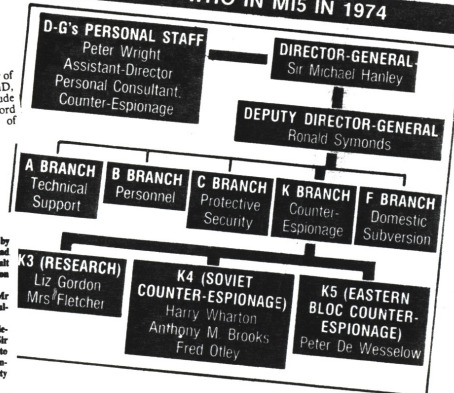 WHO IN MI5 IN 1974
D-G's PERSONAL STAFF
Peter Wright
Assistant-Director
Personal Consultant,
Counter-Espionage
DIRECTOR-GENERAL
Sir Michael Hanley
DEPUTY DIRECTOR-GENERAL
Ronald Symonds
A BRANCH
Technical
Support
B BRANCH
Personnel
C BRANCH
Protective
Security
K BRANCH
Counter-
Espionage
F BRANCH
Domestic
Subversion
K3 (RESEARCH)
Liz Gordon
Mrs Fletcher
K4 (SOVIET
COUNTER-ESPIONAGE)
Harry Wharton
Anthony M. Brooks
Fred Otley
K5 (EASTERN
BLOC COUNTER-
ESPIONAGE)
Peter De Wesselow
of
of
by